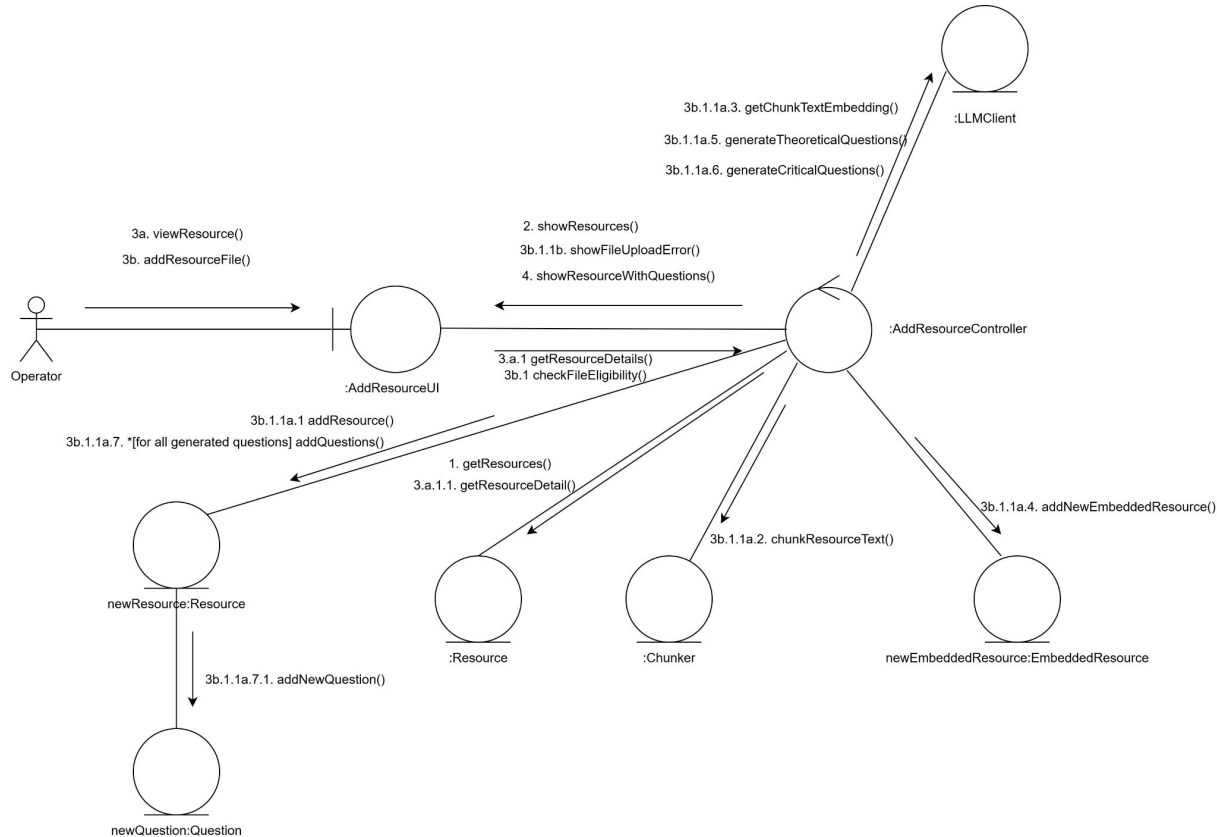 3b.1.1a.3. getChunkTextEmbedding()
:LLMClient
3b.1.1a.5. generateTheoreticalQuestions()
3b.1.1a.6. generateCriticalQuestions()
3a. viewResource()
3b. addResourceFile()
2. showResources()
3b.1.1b. showFileUploadError()
4. showResourceWithQuestions()
Operator
:AddResourceUI
:AddResourceController
3.a.1 getResourceDetails()
3b.1 checkFileEligibility()
3b.1.1a.1 addResource()
3b.1.1a.7. *[for all generated questions] addQuestions()
1. getResources()
3.a.1.1. getResourceDetail()
3b.1.1a.2. chunkResourceText()
3b.1.1a.4. addNewEmbeddedResource()
newResource:Resource
:Resource
:Chunker
newEmbeddedResource:EmbeddedResource
3b.1.1a.7.1. addNewQuestion()
newQuestion:Question